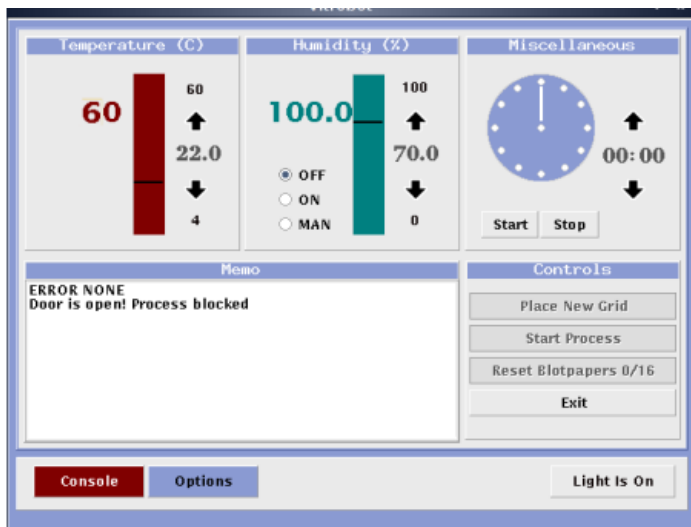 Vitrobot
Temperature (C)
60
60
22.0
4
Humidity (%)
100.0
100
70.0
0
OFF
ON
MAN
Miscellaneous
00:00
Start Stop
Memo
ERROR NONE
Door is open! Process blocked
Controls
Place New Grid
Start Process
Reset Blotpapers 0/16
Exit
Console Options Light Is On